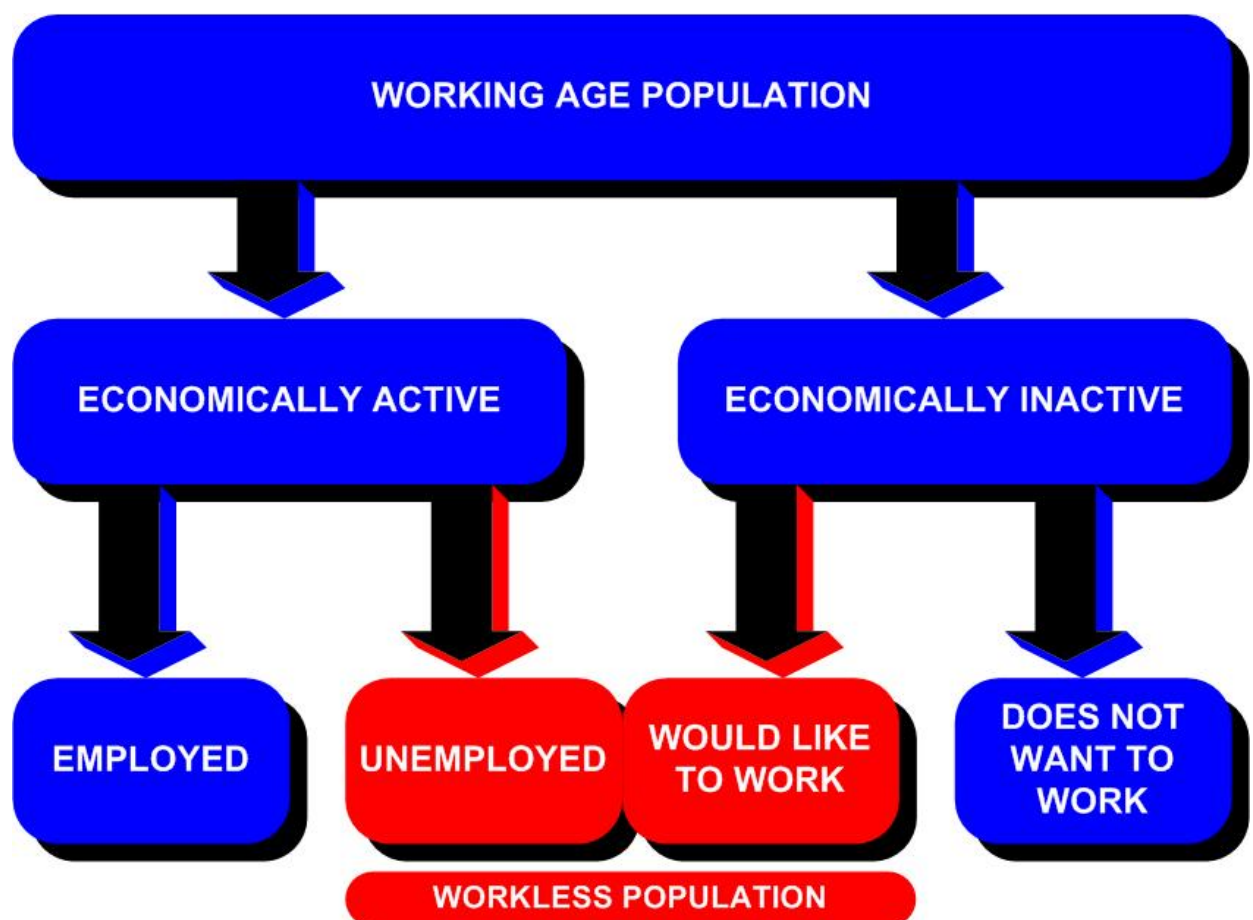 WORKING AGE POPULATION
ECONOMICALLY ACTIVE
ECONOMICALLY INACTIVE
EMPLOYED
UNEMPLOYED
WOULD LIKE
TO WORK
DOES NOT
WANT TO
WORK
WORKLESS POPULATION